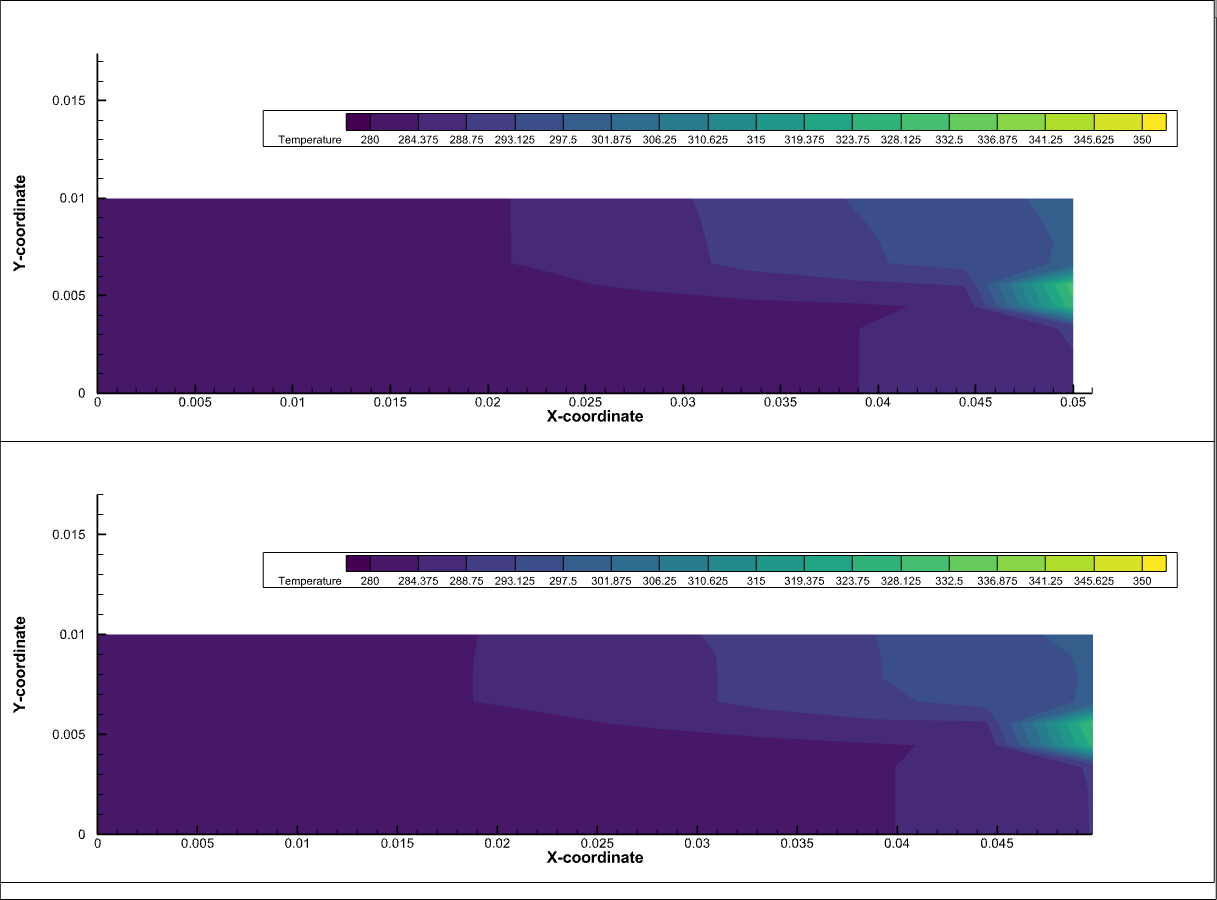 0.015
Temperature 280 284.375 288.75 293.125 297.5 301.875 306.25 310.625 315 319.375 323.75 328.125 332.5 336.875 341.25 345.625 350
0.01
Y-coordinate
0.005
0
0 0.005 0.01 0.015 0.02 0.025 0.03 0.035 0.04 0.045 0.05
X-coordinate
0.015
Temperature 280 284.375 288.75 293.125 297.5 301.875 306.25 310.625 315 319.375 323.75 328.125 332.5 336.875 341.25 345.625 350
0.01
Y-coordinate
0.005
0
0 0.005 0.01 0.015 0.02 0.025 0.03 0.035 0.04 0.045
X-coordinate